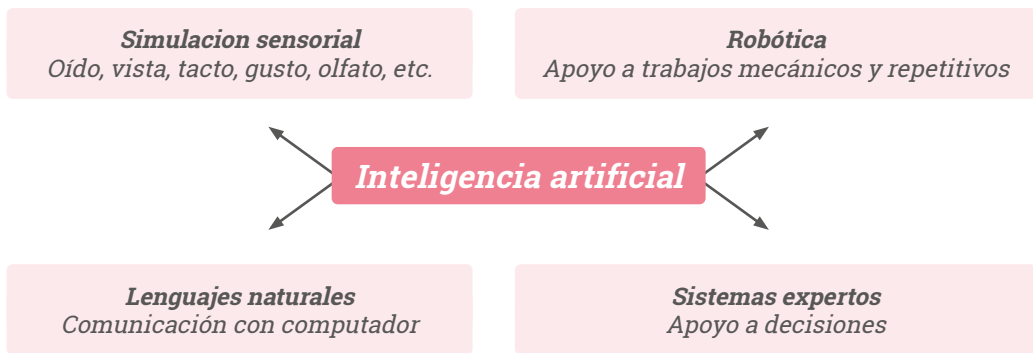 Simulacion sensorial
Oído, vista, tacto, gusto, olfato, etc.
Robótica
Apoyo a trabajos mecánicos y repetitivos
Inteligencia artificial
Lenguajes naturales
Comunicación con computador
Sistemas expertos
Apoyo a decisiones